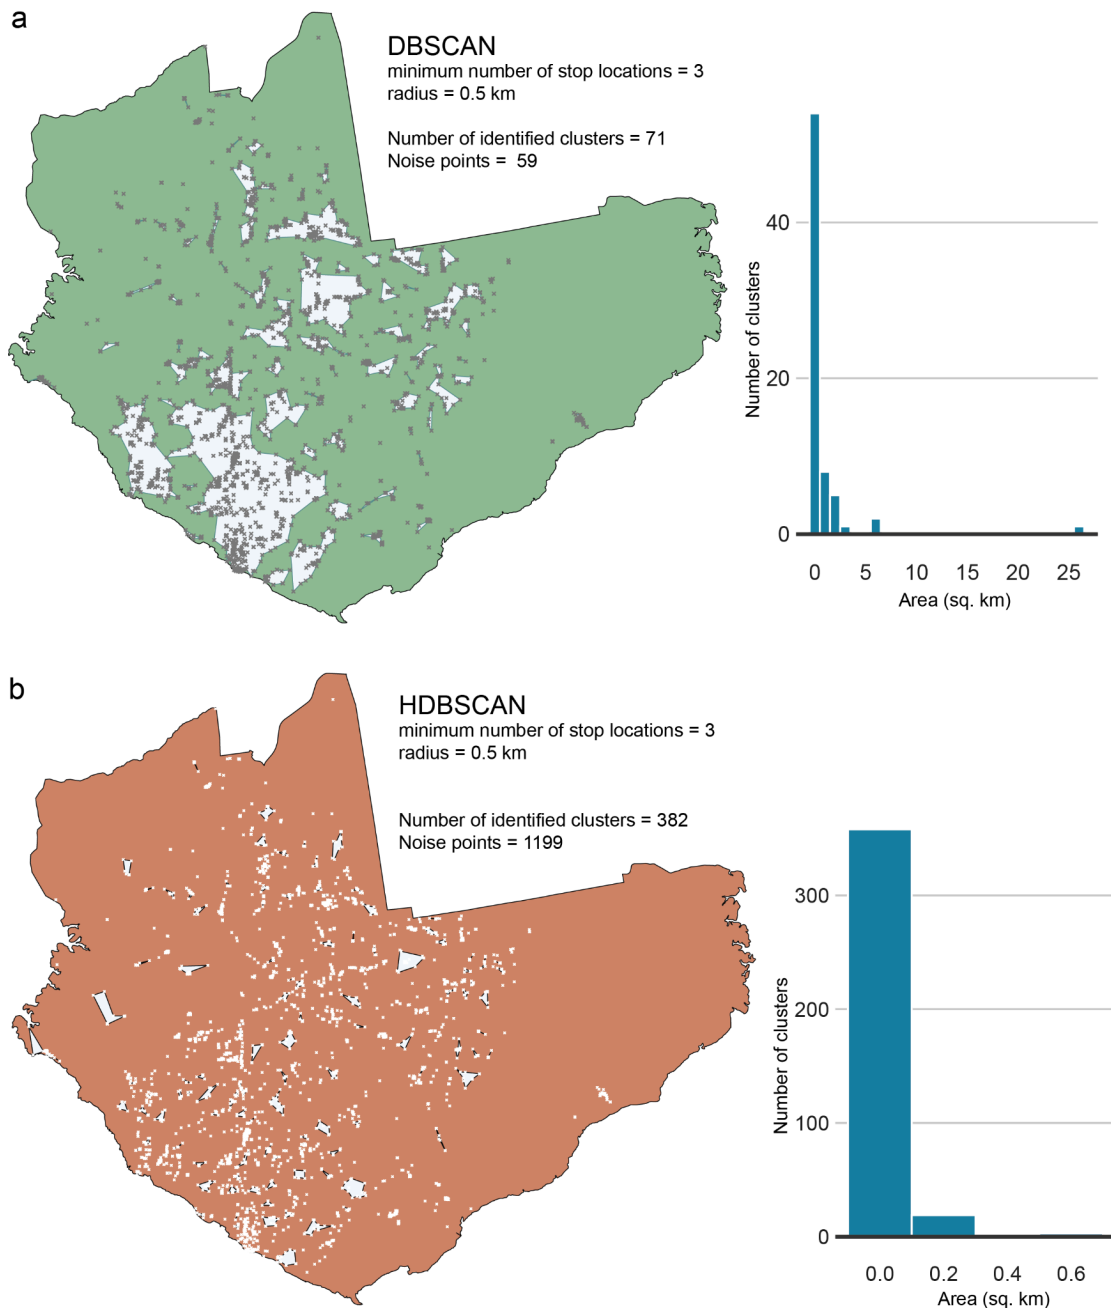 a
DBSCAN
minimum number of stop locations = 3
radius = 0.5 km
Number of identified clusters = 71
Noise points = 59
Number of clusters
40
20
0
0 5 10 15 20 25
Area (sq. km)
b
HDBSCAN
minimum number of stop locations = 3
radius = 0.5 km
Number of identified clusters = 382
Noise points = 1199
Number of clusters
300
200
100
0
0.0 0.2 0.4 0.6
Area (sq. km)